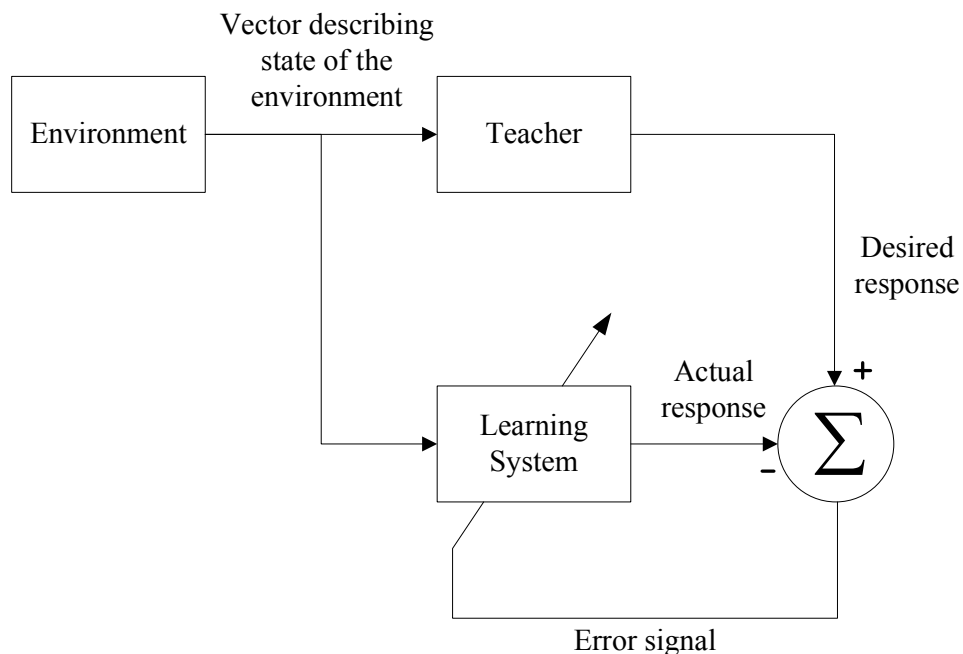 Vector describing
state of the
environment
Environment
Teacher
Desired
response
Learning
System
Actual
response
+
-
Σ
Error signal